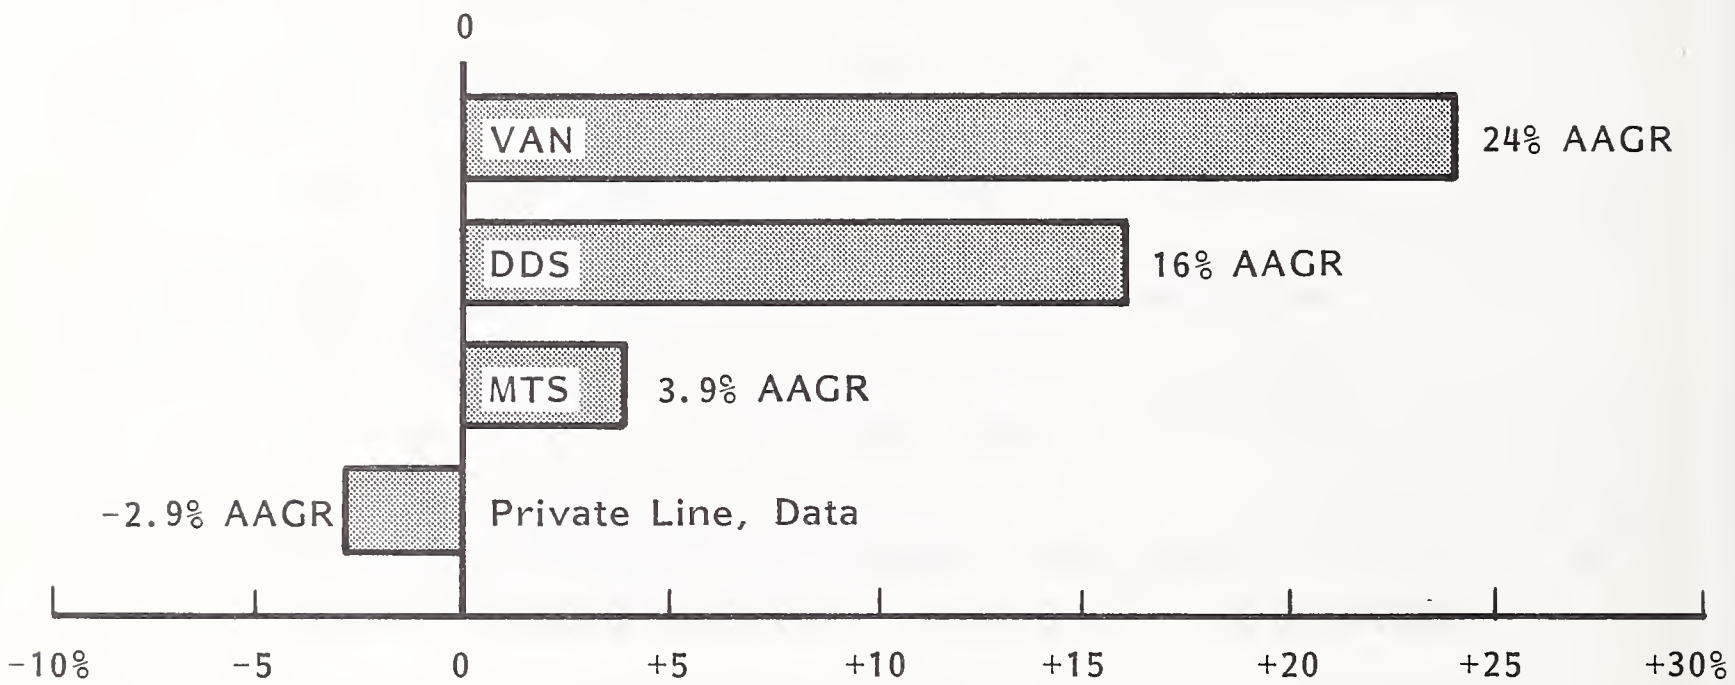 0
VAN
24% AAGR
DDS
16% AAGR
MTS
3.9% AAGR
-2.9% AAGR
Private Line, Data
-10%
-5
0
+5
+10
+15
+20
+25
+30%